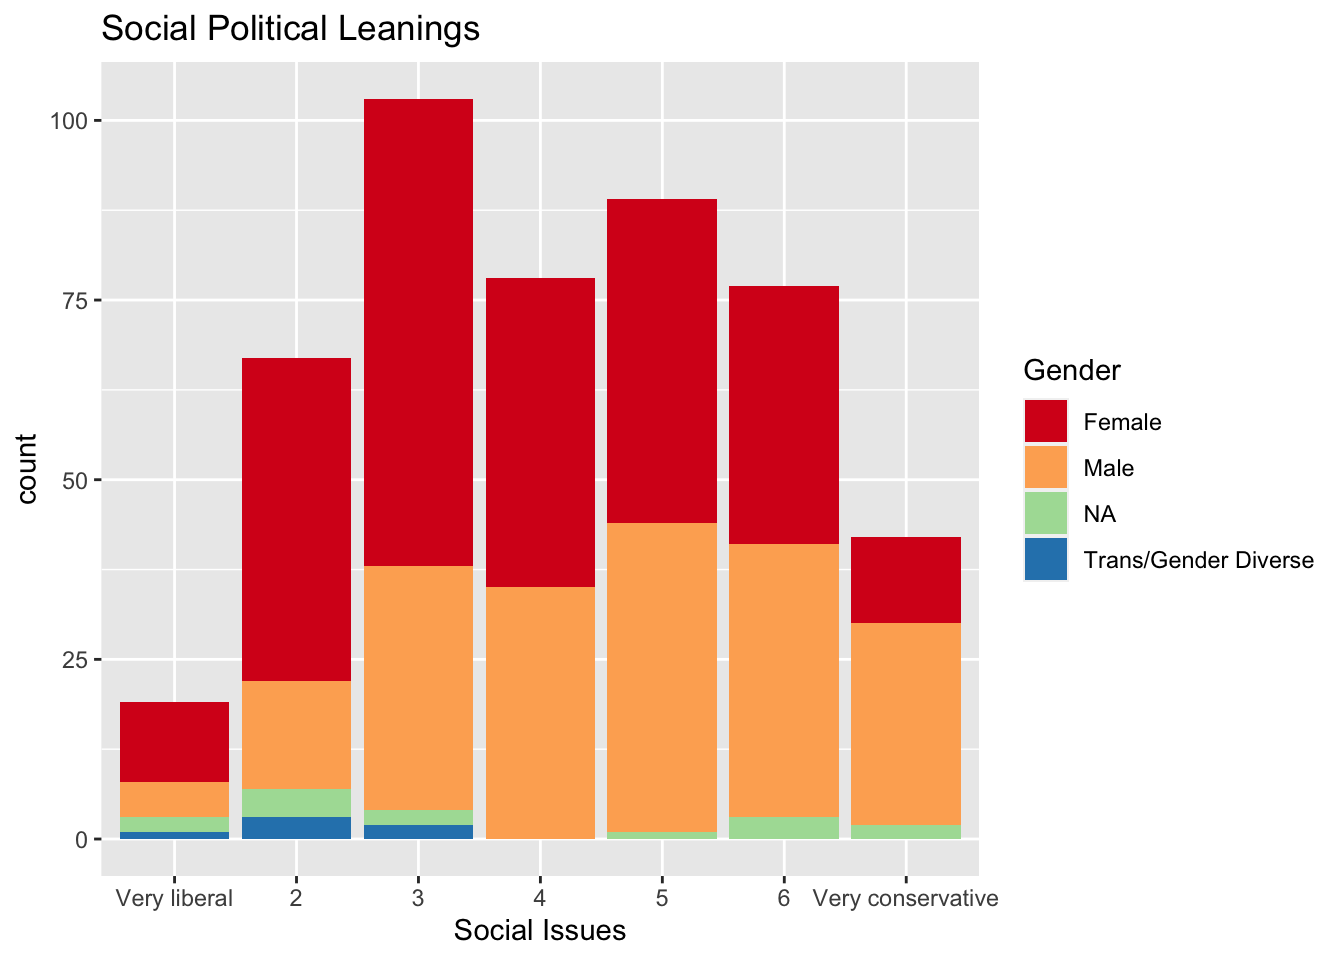 Social Political Leanings
100
75
50
25
0
count
Very liberal 2 3 4 5 6 Very conservative
Social Issues
Gender
Female
Male
NA
Trans/Gender Diverse